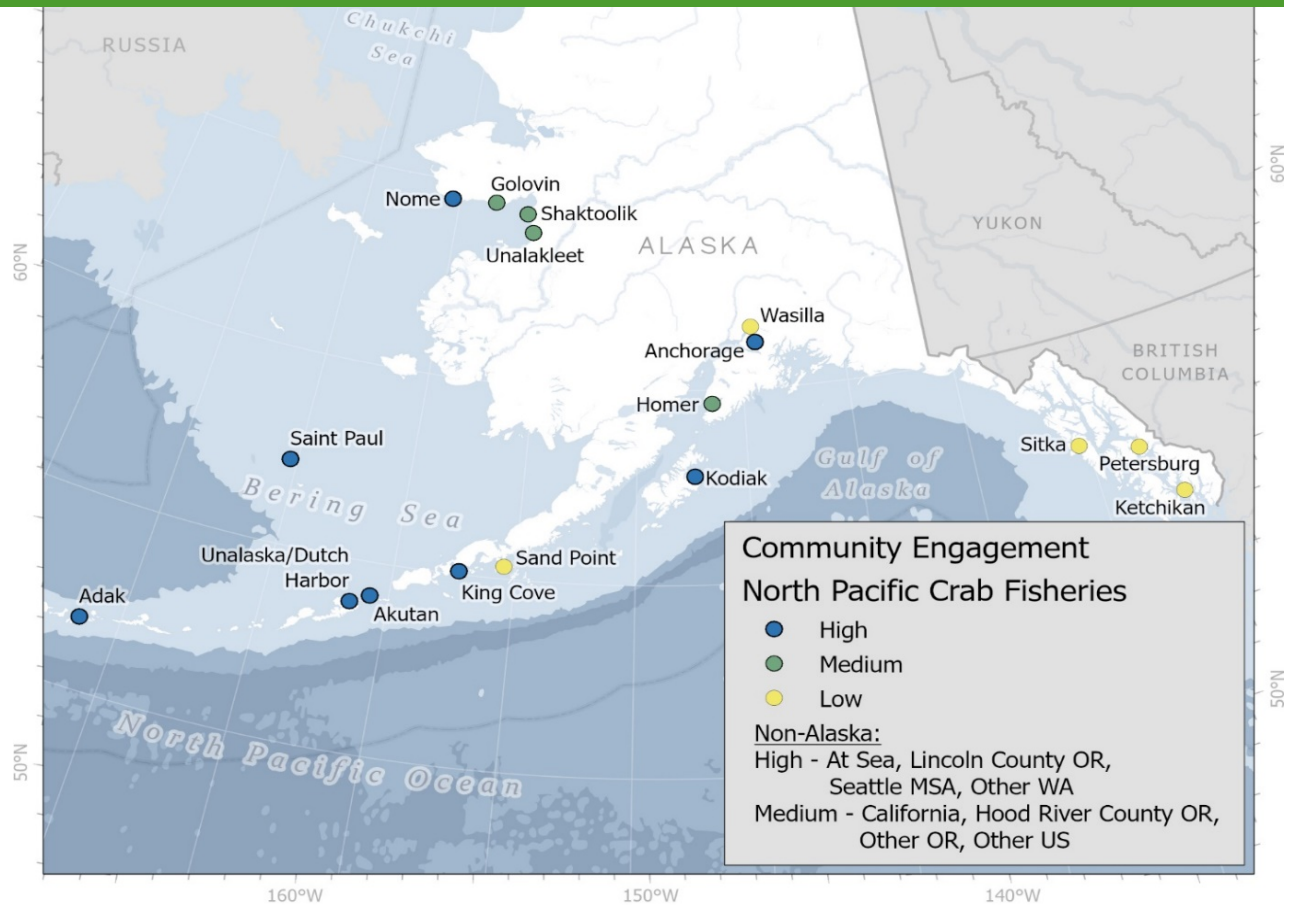 Chukchi
Sea
RUSSIA
60°N
Golovin
Nome
Shaktoolik
Unalakleet
ALASKA
YUKON
60°N
Wasilla
Anchorage
BRITISH
COLUMBIA
Homer
Saint Paul
Sitka
Petersburg
Gulf of
Alaska
Kodiak
Ketchikan
Bering Sea
Unalaska/Dutch
Harbor
Sand Point
King Cove
Adak
Akutan
Community Engagement
North Pacific Crab Fisheries
High
Medium
Low
Non-Alaska:
High - At Sea, Lincoln County OR,
Seattle MSA, Other WA
Medium - California, Hood River County OR,
Other OR, Other US
50°N
North Pacific Ocean
50°N
160°W
150°W
140°W